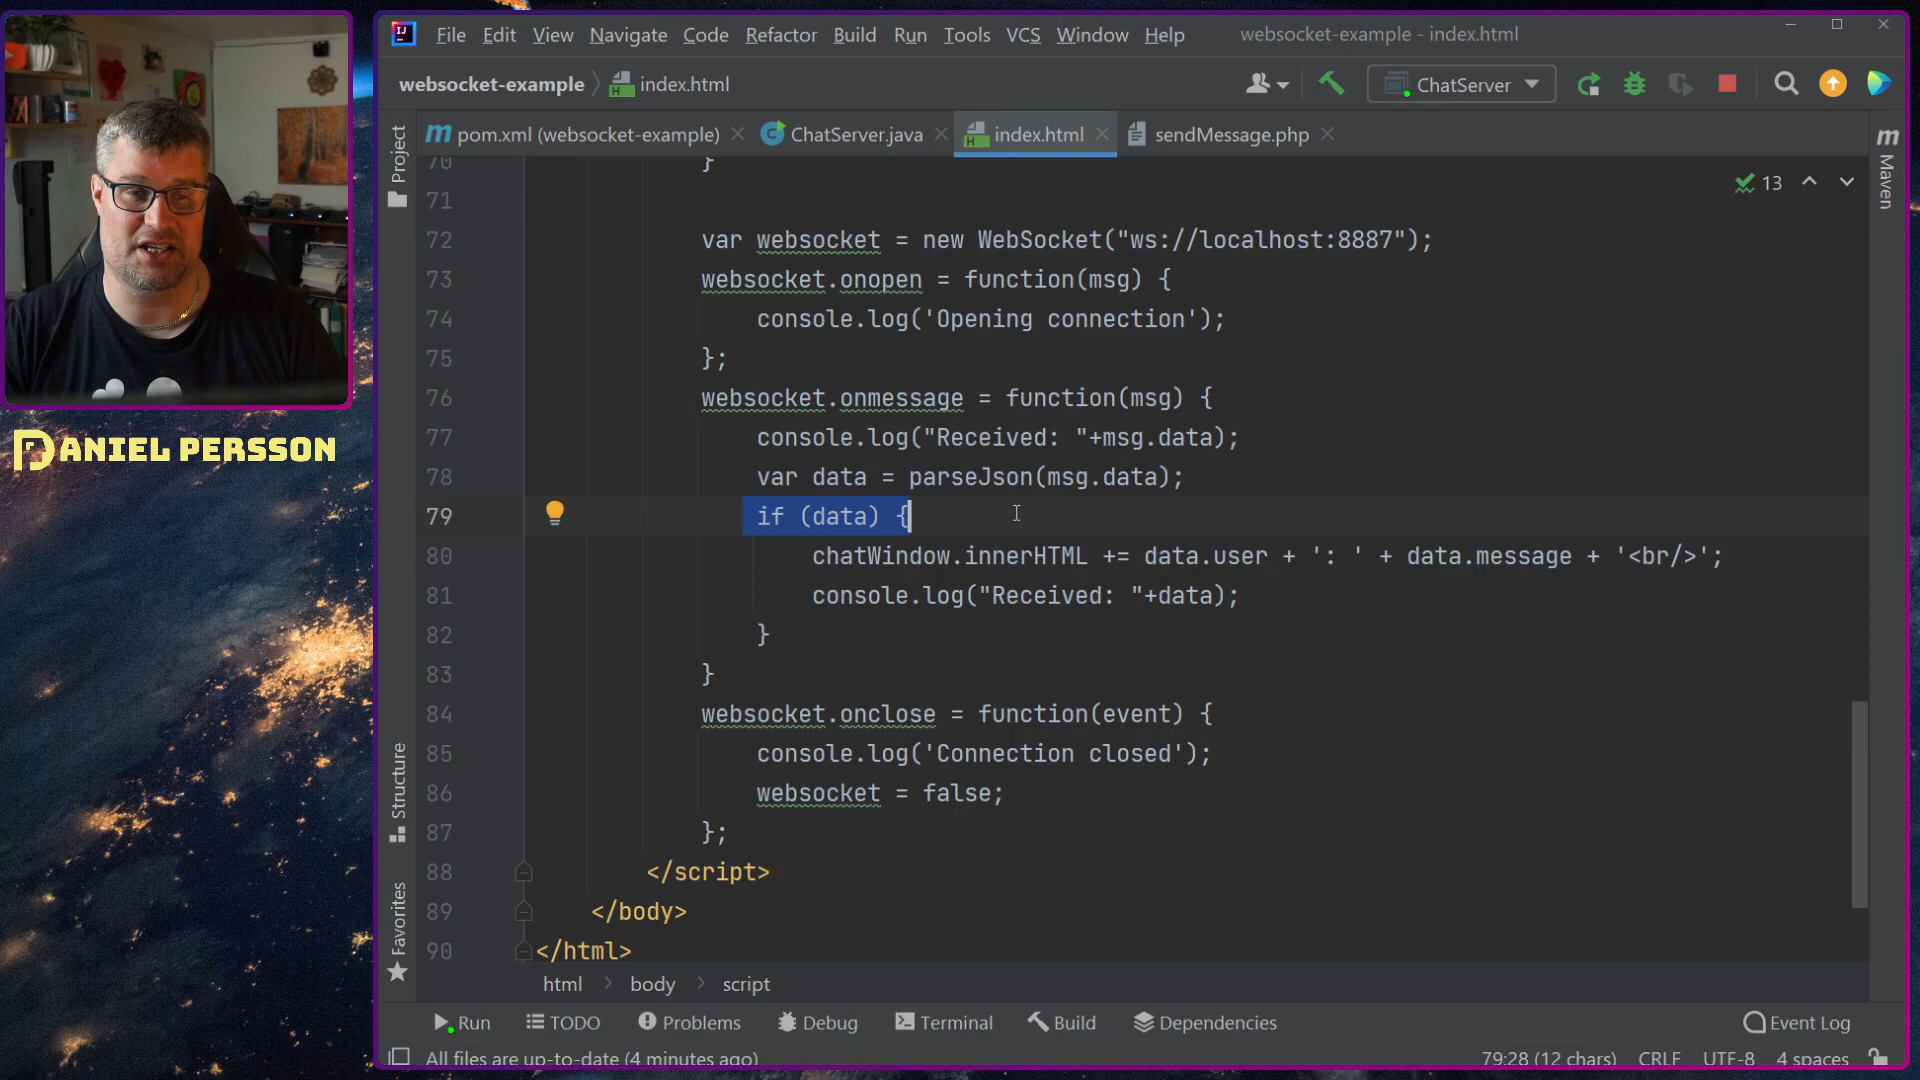 File Edit View Navigate Code Refactor Build Run Tools VCS Window Help websocket-example - index.html
websocket-example index.html ChatServer
pom.xml (websocket-example) ChatServer.java index.html sendMessage.php
Project
Maven
Structure
Favorites
DANIEL PERSSON
13
70 }
71
72 var websocket = new WebSocket("ws://localhost:8887");
73 websocket.onopen = function(msg) {
74 console.log('Opening connection');
75 };
76 websocket.onmessage = function(msg) {
77 console.log("Received: "+msg.data);
78 var data = parseJson(msg.data);
79 if (data) {
80 chatWindow.innerHTML += data.user + ': ' + data.message + '<br/>';
81 console.log("Received: "+data);
82 }
83 }
84 websocket.onclose = function(event) {
85 console.log('Connection closed');
86 websocket = false;
87 };
88 </script>
89 </body>
90 </html>
html body script
Run TODO Problems Debug Terminal Build Dependencies Event Log
All files are up-to-date (4 minutes ago) 79:28 (12 chars) CRLF UTF-8 4 spaces